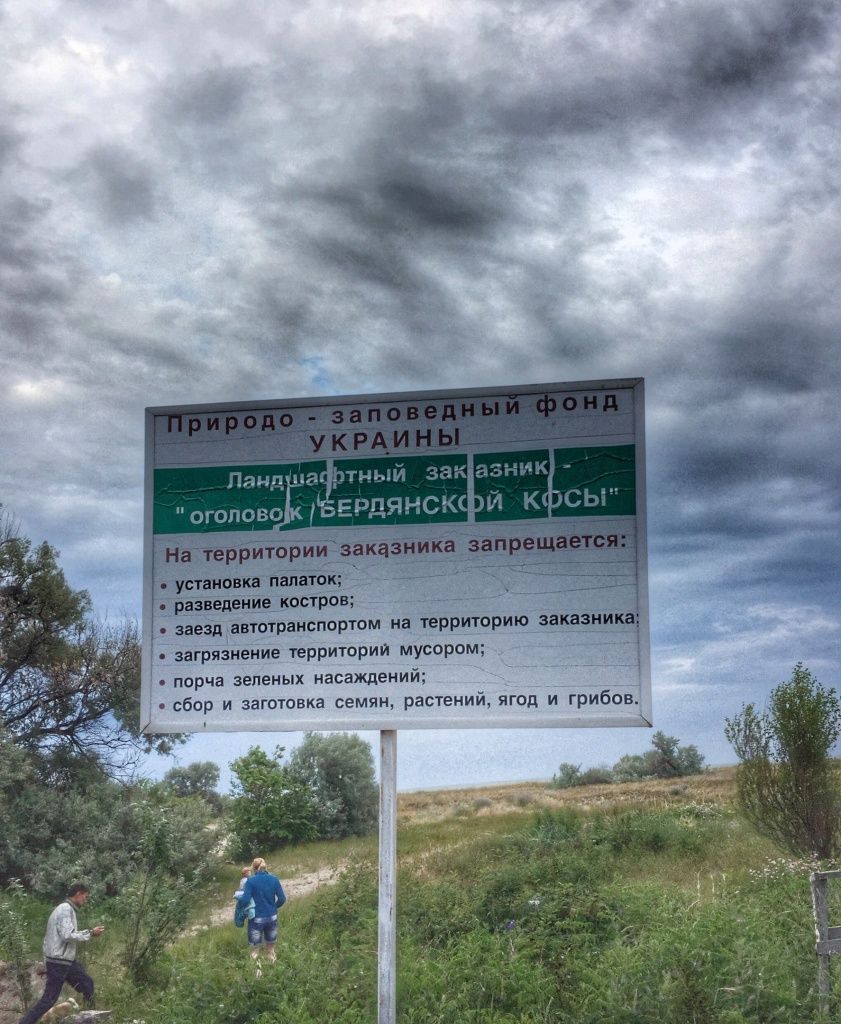 Природо - заповедный фонд
УКРАИНЫ
Ландшафтный заказник -
"оголовок БЕРДЯНСКОЙ КОСЫ"
На территории заказника запрещается:
• установка палаток;
• разведение костров;
• заезд автотранспортом на территорию заказника;
• загрязнение территорий мусором;
• порча зеленых насаждений;
• сбор и заготовка семян, растений, ягод и грибов.